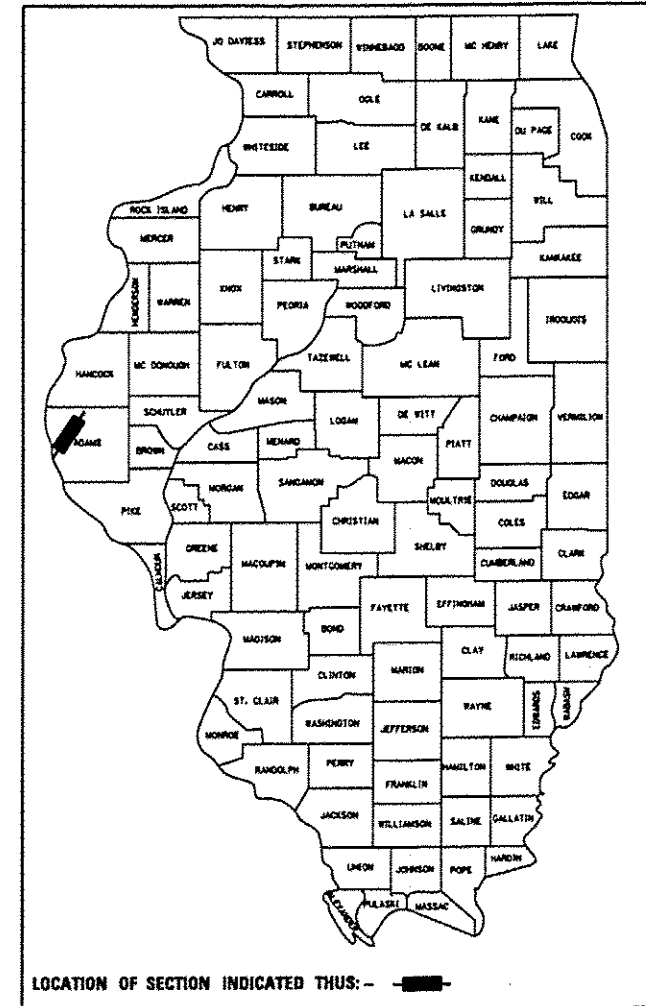 JO DAVIESS STEPHENSON WINNEBAGO BOONE MC HENRY LAKE
CARROLL OGLE DE KALB KANE DU PAGE COOK
WHITESIDE LEE KENDALL WILL
ROCK ISLAND HENRY BUREAU LA SALLE GRUNDY
MERCER PUTNAM KANKAKEE
STARK MARSHALL
HENDERSON WARREN KNOX PEORIA WOODFORD LIVINGSTON IROQUOIS
HANCOCK MC DONOUGH FULTON TAZEWELL MC LEAN FORD
MASON
SCHUYLER LOGAN DE WITT CHAMPAIGN VERMILION
ADAMS BROWN CASS MENARD PIATT
MACON
MORGAN SANGAMON DOUGLAS
PIKE SCOTT MOULTRIE EDGAR
CHRISTIAN COLES
GREENE SHELBY
CALHOUN MACOUPIN MONTGOMERY CUMBERLAND CLARK
JERSEY FAYETTE EFFINGHAM JASPER CRAWFORD
MADISON BOND
CLAY RICHLAND LAWRENCE
CLINTON MARION
ST. CLAIR WAYNE EDWARDS WABASH
WASHINGTON JEFFERSON
MONROE
RANDOLPH PERRY HAMILTON WHITE
FRANKLIN
JACKSON WILLIAMSON SALINE GALLATIN
UNION JOHNSON POPE HARDIN
ALEXANDER PULASKI MASSAC
LOCATION OF SECTION INDICATED THUS:-